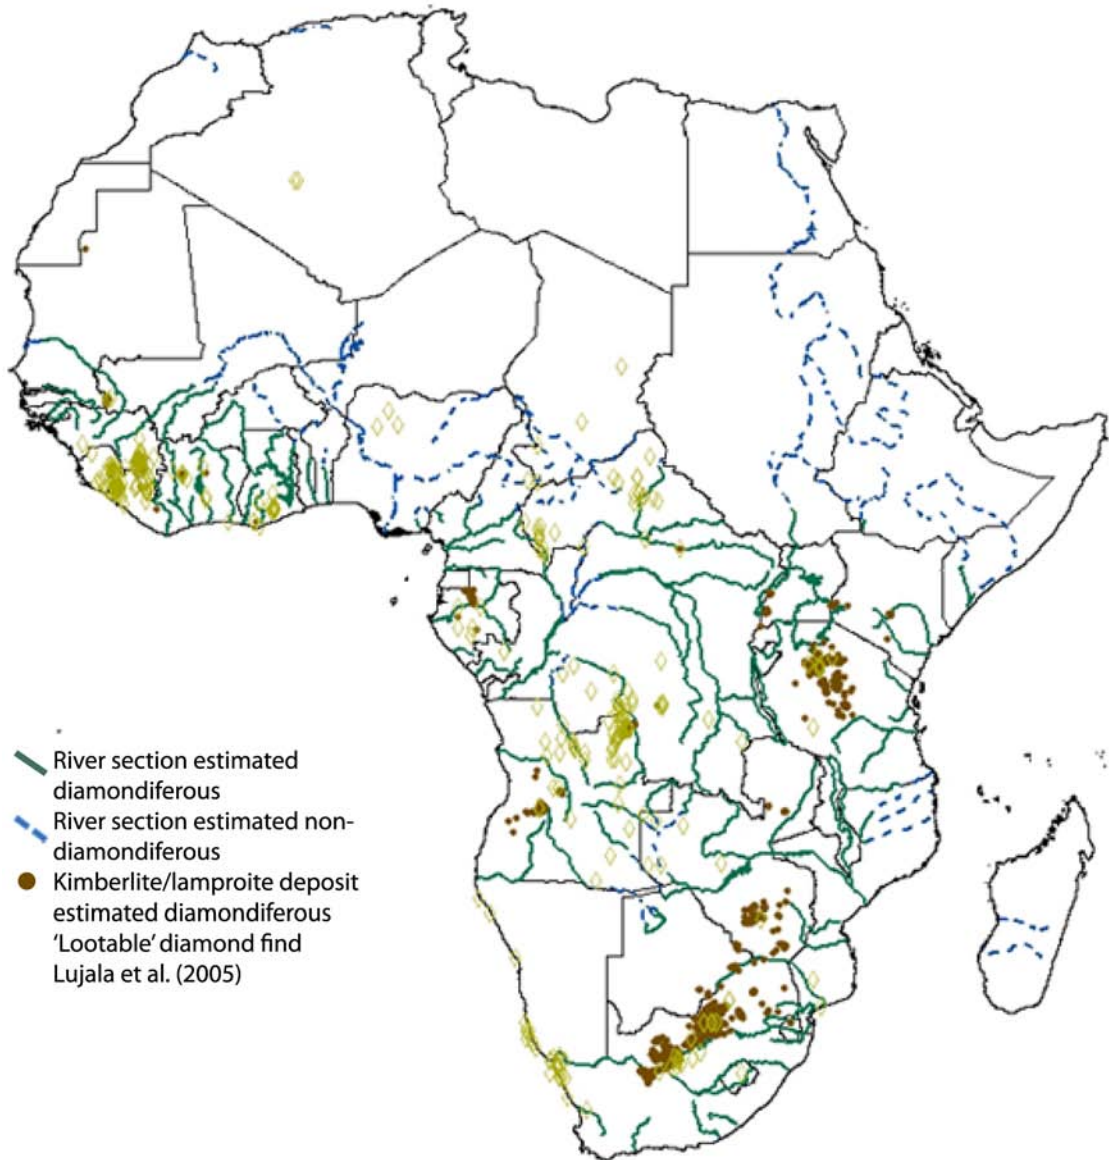 River section estimated
diamondiferous
River section estimated non-
diamondiferous
Kimberlite/lamproite deposit
estimated diamondiferous
‘Lootable’ diamond find
Lujala et al. (2005)